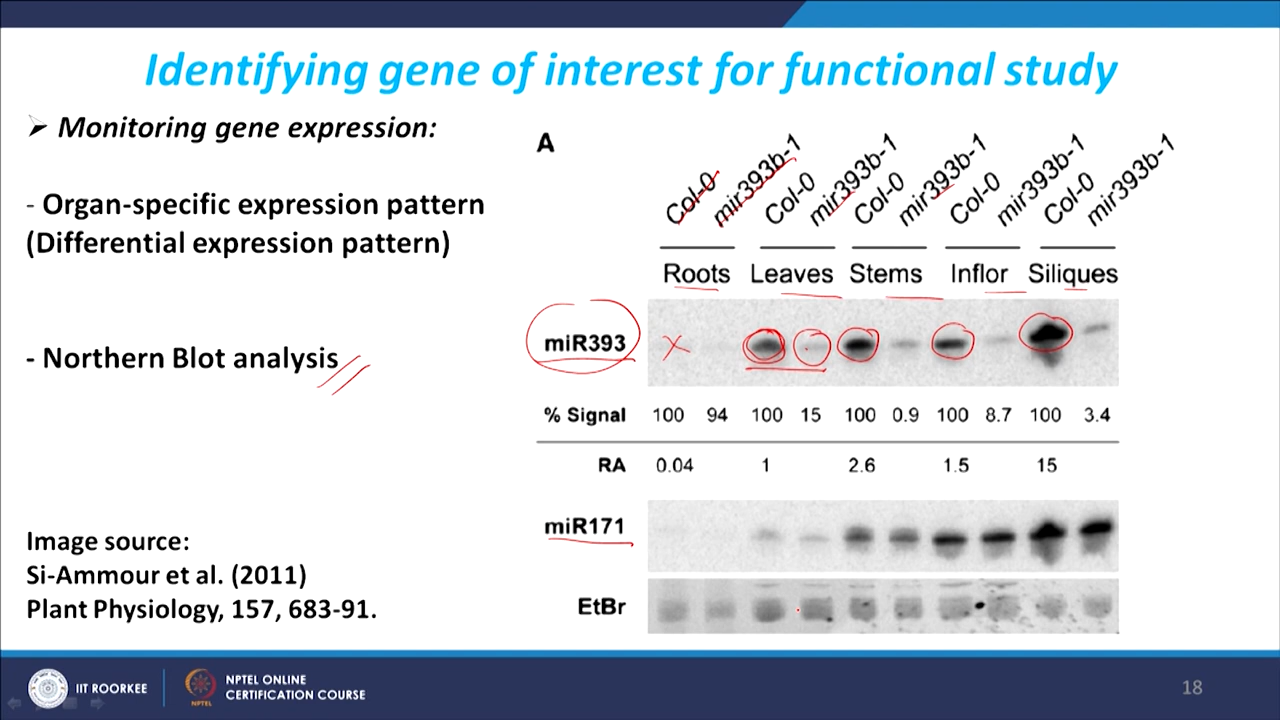 Identifying gene of interest for functional study
➢ Monitoring gene expression:
- Organ-specific expression pattern
(Differential expression pattern)
- Northern Blot analysis
Image source:
Si-Ammour et al. (2011)
Plant Physiology, 157, 683-91.
A
Col-0 mir393b-1 Col-0 mir393b-1 Col-0 mir393b-1 Col-0 mir393b-1 Col-0 mir393b-1
Roots Leaves Stems Inflor Siliques
miR393
% Signal 100 94 100 15 100 0.9 100 8.7 100 3.4
RA 0.04 1 2.6 1.5 15
miR171
EtBr
IIT ROORKEE
NPTEL
NPTEL ONLINE
CERTIFICATION COURSE
18